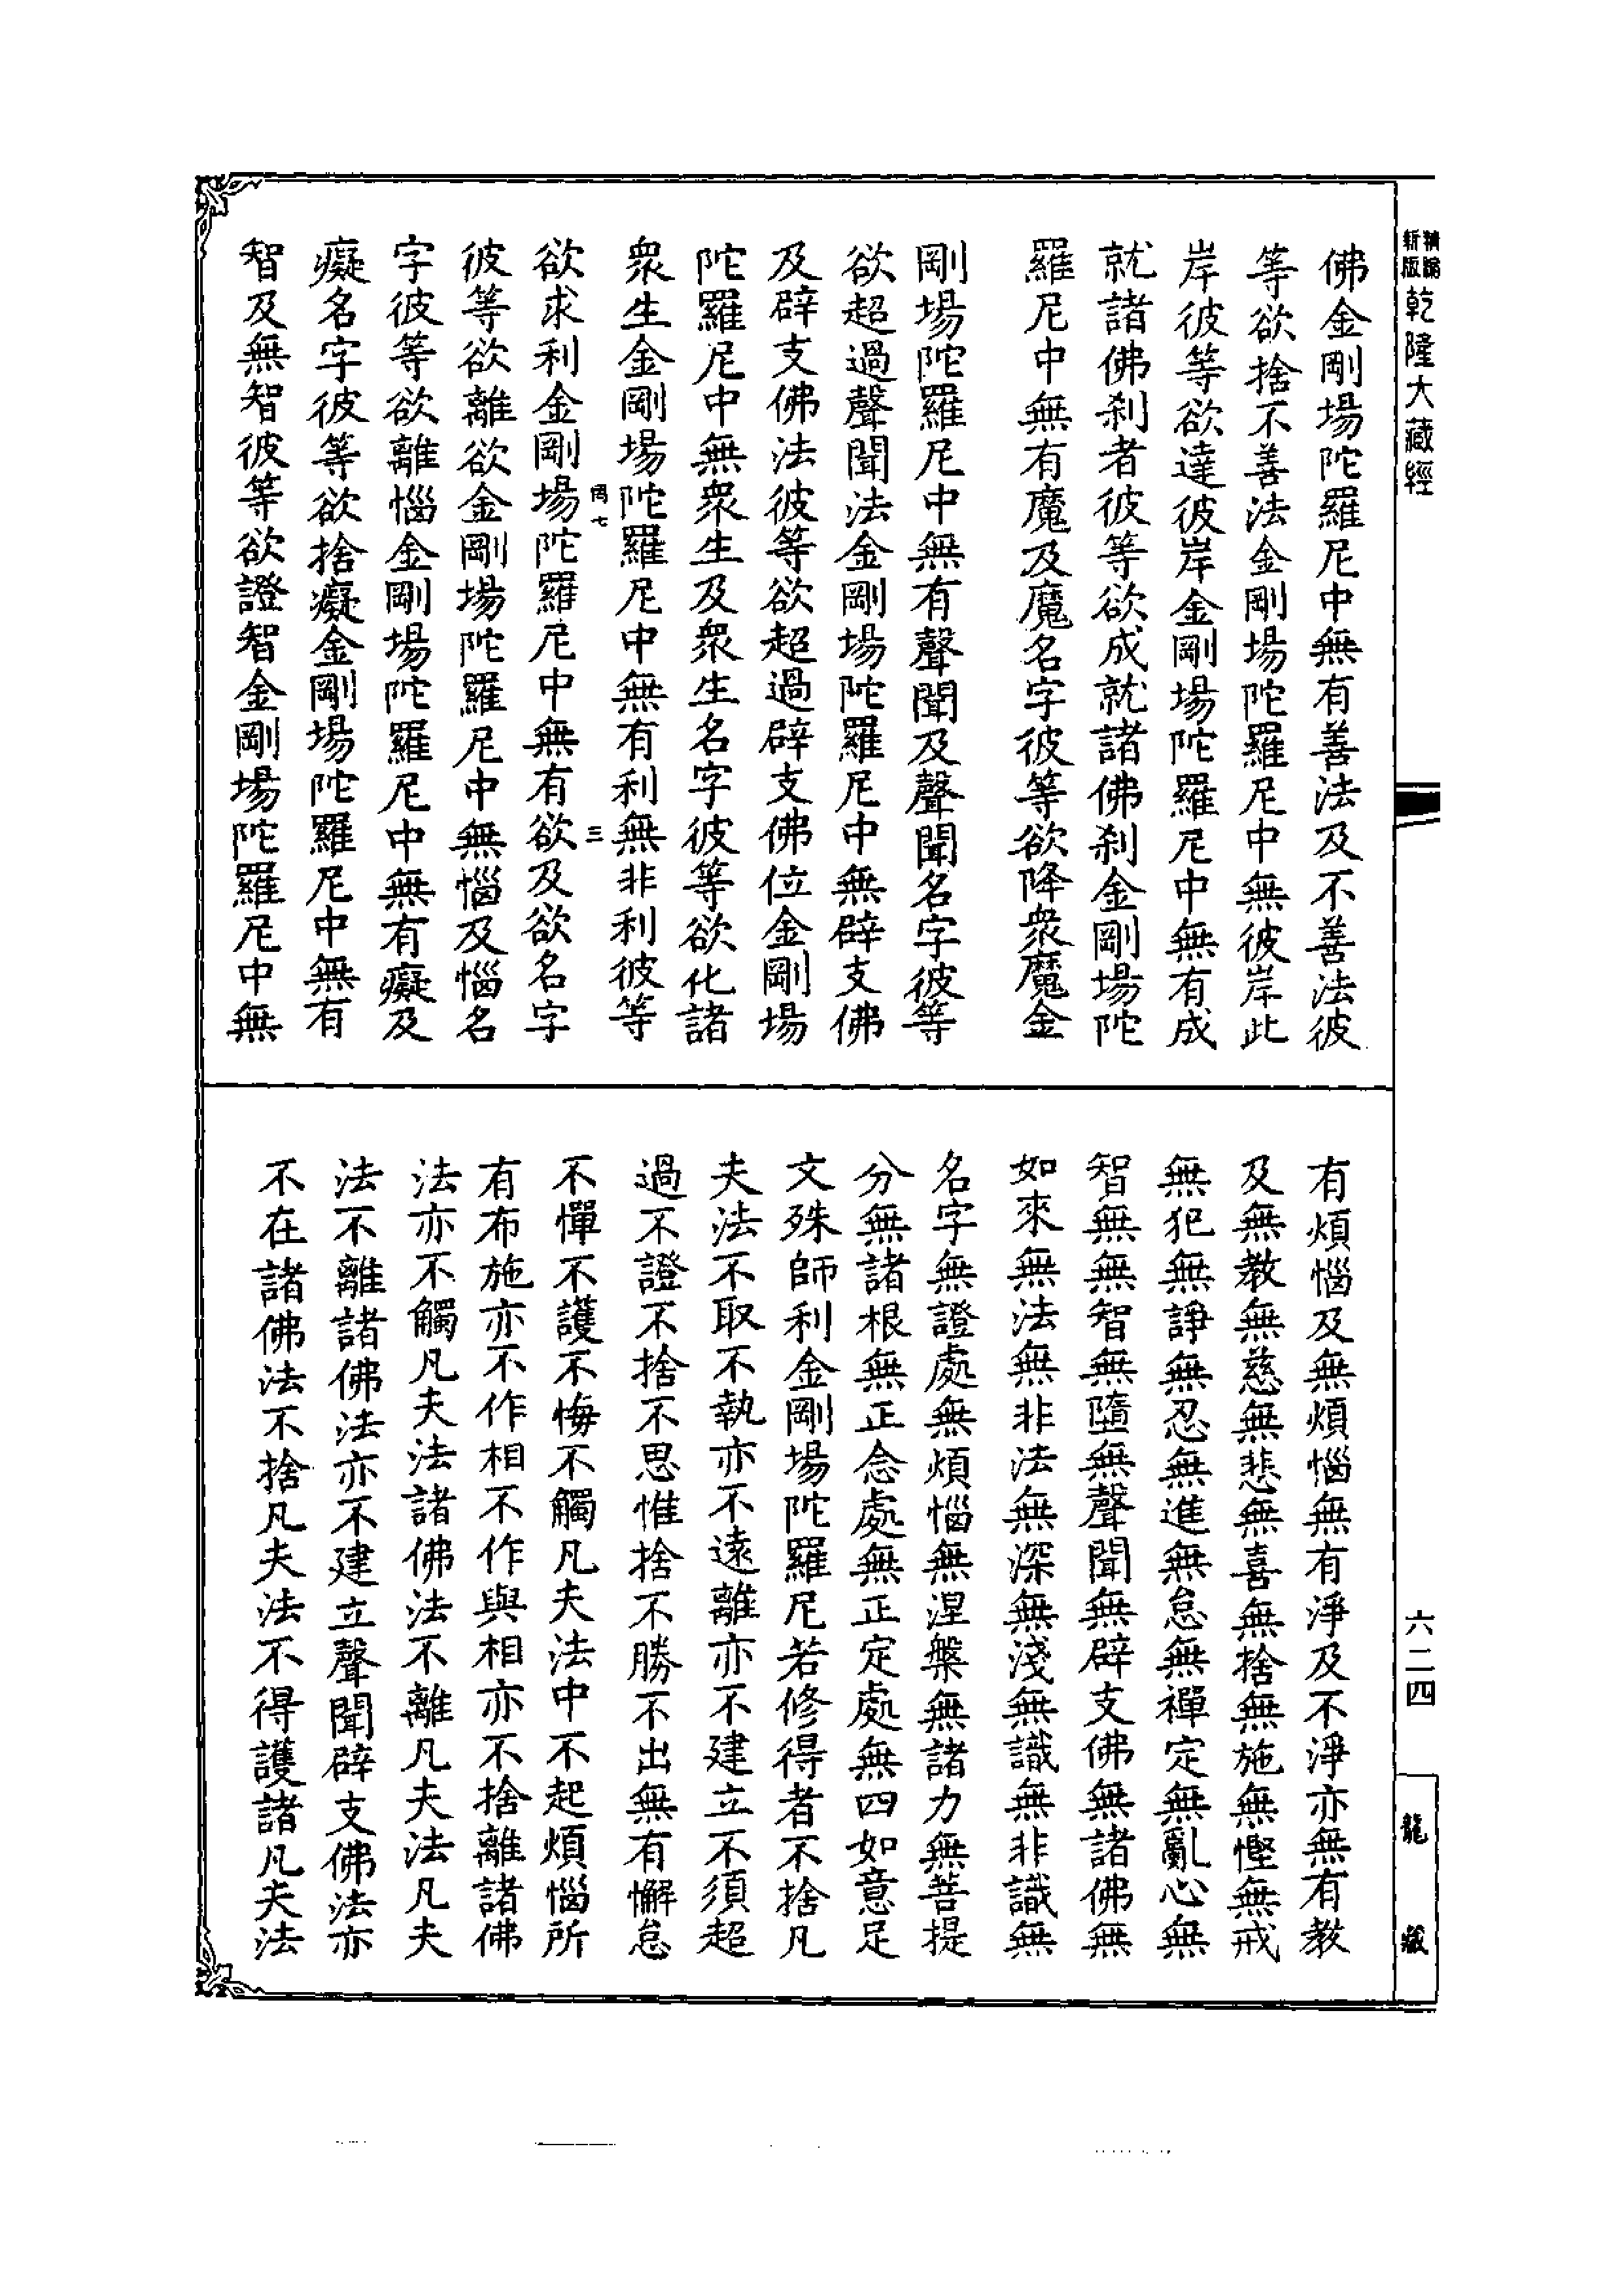 精編
新版
乾隆大藏經
六二四
龍藏
佛金剛場陀羅尼中無有善法及不善法彼
等欲捨不善法金剛場陀羅尼中無彼岸此
岸彼等欲達彼岸金剛場陀羅尼中無有成
就諸佛刹者彼等欲成就諸佛刹金剛場陀
羅尼中無有魔及魔名字彼等欲降衆魔金
剛場陀羅尼中無有聲聞及聲聞名字彼等
欲超過聲聞法金剛場陀羅尼中無辟支佛
及辟支佛法彼等欲超過辟支佛位金剛場
陀羅尼中無衆生及衆生名字彼等欲化諸
衆生金剛場陀羅尼中無有利無非利彼等
罔七 三
欲求利金剛場陀羅尼中無有欲及欲名字
彼等欲離欲金剛場陀羅尼中無惱及惱名
字彼等欲離惱金剛場陀羅尼中無有癡及
癡名字彼等欲捨癡金剛場陀羅尼中無有
智及無智彼等欲證智金剛場陀羅尼中無
有煩惱及無煩惱無有淨及不淨亦無有教
及無教無慈無悲無喜無捨無施無慳無戒
無犯無諍無忍無進無怠無禪定無亂心無
智無無智無墮無聲聞無辟支佛無諸佛無
如來無法無非法無深無淺無識無非識無
名字無證處無煩惱無涅槃無諸力無菩提
分無諸根無正念處無正定處無四如意足
文殊師利金剛場陀羅尼若修得者不捨凡
夫法不取不執亦不遠離亦不建立不須超
過不證不捨不思惟捨不勝不出無有懈怠
不憚不護不悔不觸凡夫法中不起煩惱所
有布施亦不作相不作與相亦不捨離諸佛
法亦不觸凡夫法諸佛法不離凡夫法凡夫
法不離諸佛法亦不建立聲聞辟支佛法亦
不在諸佛法不捨凡夫法不得護諸凡夫法